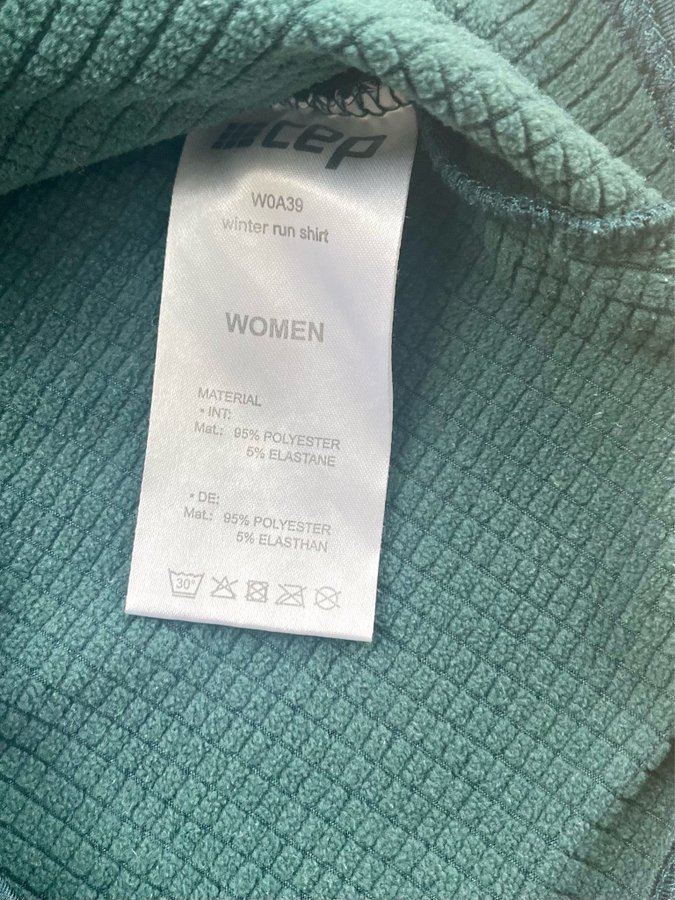 cep
W0A39
winter run shirt
WOMEN
MATERIAL
• INT:
Mat.: 95% POLYESTER
5% ELASTANE
• DE:
Mat.: 95% POLYESTER
5% ELASTHAN
30°